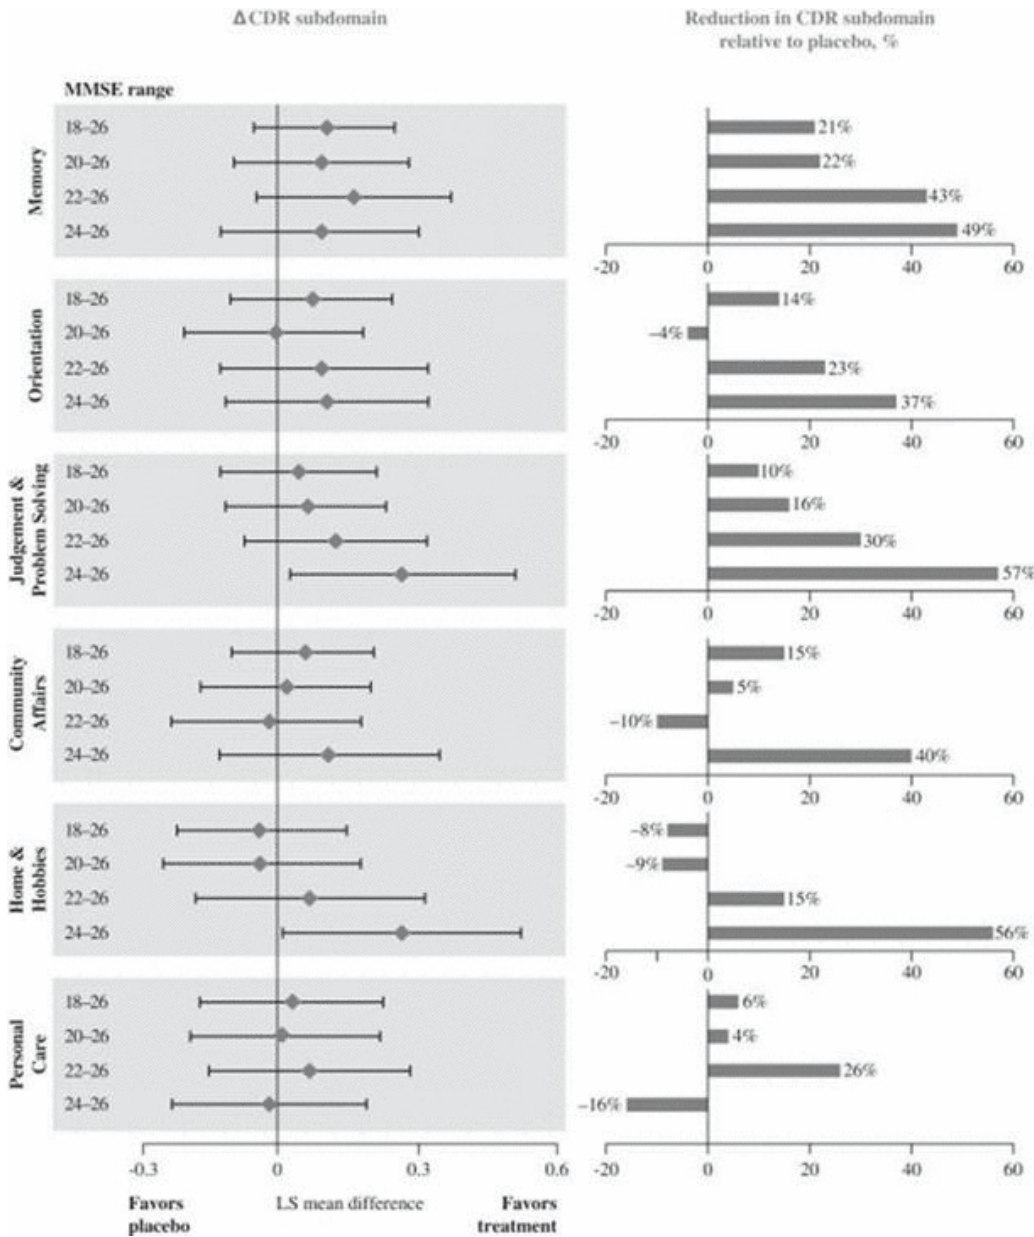 ΔCDR subdomain
Reduction in CDR subdomain
relative to placebo, %
MMSE range
Memory
18–26
20–26
22–26
24–26
21%
22%
43%
49%
-20 0 20 40 60
Orientation
18–26
20–26
22–26
24–26
14%
–4%
23%
37%
-20 0 20 40 60
Judgement &
Problem Solving
18–26
20–26
22–26
24–26
10%
16%
30%
57%
-20 0 20 40 60
Community
Affairs
18–26
20–26
22–26
24–26
15%
5%
–10%
40%
-20 0 20 40 60
Home &
Hobbies
18–26
20–26
22–26
24–26
–8%
–9%
15%
56%
-20 0 20 40 60
Personal
Care
18–26
20–26
22–26
24–26
6%
4%
26%
–16%
-0.3 0 0.3 0.6
-20 0 20 40 60
Favors
placebo
LS mean difference
Favors
treatment